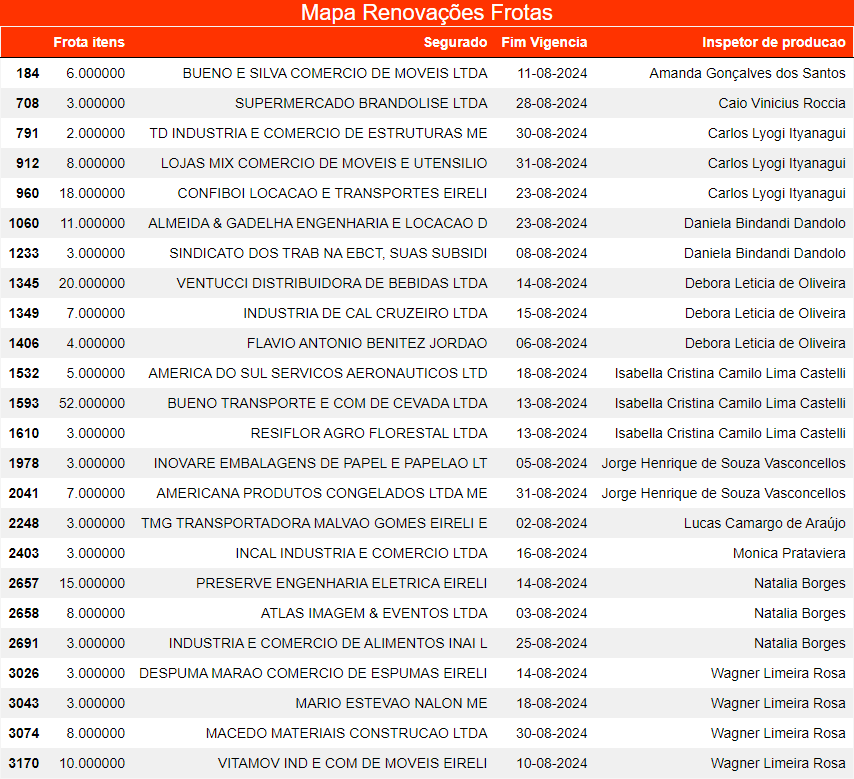 Mapa Renovações Frotas
Frota itens Segurado Fim Vigencia Inspetor de producao
184 6.000000 BUENO E SILVA COMERCIO DE MOVEIS LTDA 11-08-2024 Amanda Gonçalves dos Santos
708 3.000000 SUPERMERCADO BRANDOLISE LTDA 28-08-2024 Caio Vinicius Roccia
791 2.000000 TD INDUSTRIA E COMERCIO DE ESTRUTURAS ME 30-08-2024 Carlos Lyogi Ityanagui
912 8.000000 LOJAS MIX COMERCIO DE MOVEIS E UTENSILIO 31-08-2024 Carlos Lyogi Ityanagui
960 18.000000 CONFIBOI LOCACAO E TRANSPORTES EIRELI 23-08-2024 Carlos Lyogi Ityanagui
1060 11.000000 ALMEIDA & GADELHA ENGENHARIA E LOCACAO D 23-08-2024 Daniela Bindandi Dandolo
1233 3.000000 SINDICATO DOS TRAB NA EBCT, SUAS SUBSIDI 08-08-2024 Daniela Bindandi Dandolo
1345 20.000000 VENTUCCI DISTRIBUIDORA DE BEBIDAS LTDA 14-08-2024 Debora Leticia de Oliveira
1349 7.000000 INDUSTRIA DE CAL CRUZEIRO LTDA 15-08-2024 Debora Leticia de Oliveira
1406 4.000000 FLAVIO ANTONIO BENITEZ JORDAO 06-08-2024 Debora Leticia de Oliveira
1532 5.000000 AMERICA DO SUL SERVICOS AERONAUTICOS LTD 18-08-2024 Isabella Cristina Camilo Lima Castelli
1593 52.000000 BUENO TRANSPORTE E COM DE CEVADA LTDA 13-08-2024 Isabella Cristina Camilo Lima Castelli
1610 3.000000 RESIFLOR AGRO FLORESTAL LTDA 13-08-2024 Isabella Cristina Camilo Lima Castelli
1978 3.000000 INOVARE EMBALAGENS DE PAPEL E PAPELAO LT 05-08-2024 Jorge Henrique de Souza Vasconcellos
2041 7.000000 AMERICANA PRODUTOS CONGELADOS LTDA ME 31-08-2024 Jorge Henrique de Souza Vasconcellos
2248 3.000000 TMG TRANSPORTADORA MALVAO GOMES EIRELI E 02-08-2024 Lucas Camargo de Araújo
2403 3.000000 INCAL INDUSTRIA E COMERCIO LTDA 16-08-2024 Monica Prataviera
2657 15.000000 PRESERVE ENGENHARIA ELETRICA EIRELI 14-08-2024 Natalia Borges
2658 8.000000 ATLAS IMAGEM & EVENTOS LTDA 03-08-2024 Natalia Borges
2691 3.000000 INDUSTRIA E COMERCIO DE ALIMENTOS INAI L 25-08-2024 Natalia Borges
3026 3.000000 DESPUMA MARAO COMERCIO DE ESPUMAS EIRELI 14-08-2024 Wagner Limeira Rosa
3043 3.000000 MARIO ESTEVAO NALON ME 18-08-2024 Wagner Limeira Rosa
3074 8.000000 MACEDO MATERIAIS CONSTRUCAO LTDA 30-08-2024 Wagner Limeira Rosa
3170 10.000000 VITAMOV IND E COM DE MOVEIS EIRELI 10-08-2024 Wagner Limeira Rosa